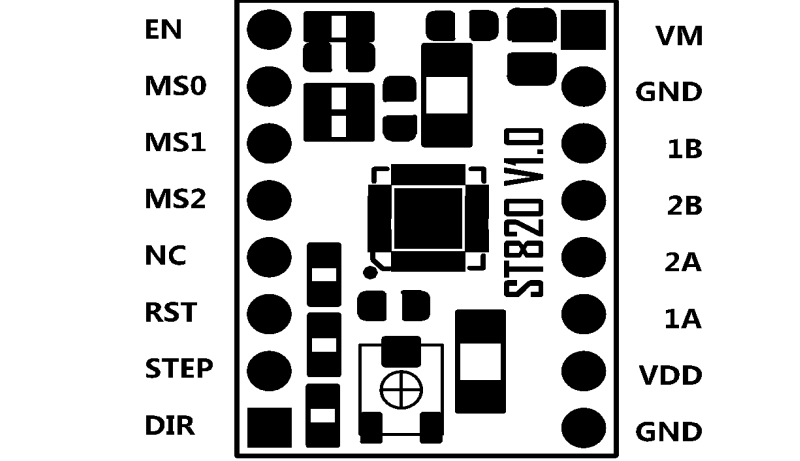 EN
MS0
MS1
MS2
NC
RST
STEP
DIR
ST820 V1.0
VM
GND
1B
2B
2A
1A
VDD
GND